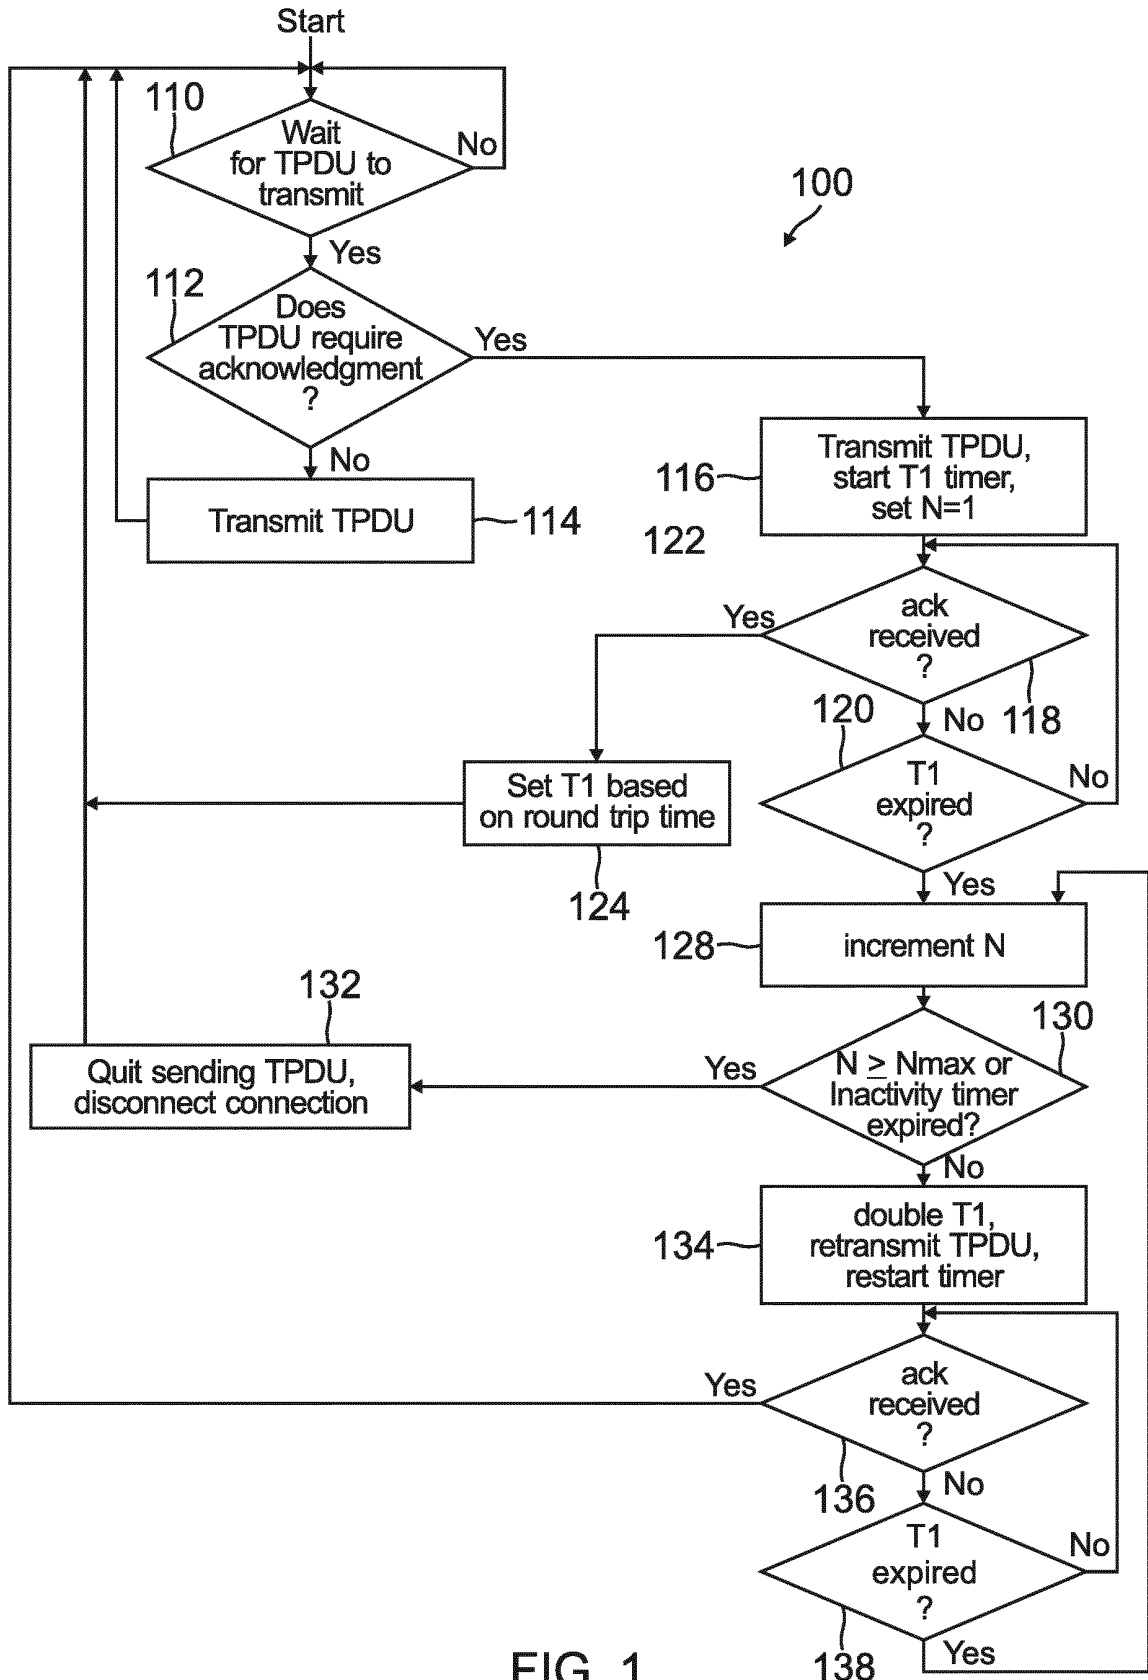 Start
110
Wait
for TPDU to
transmit
No
100
Yes
112
Does
TPDU require
acknowledgment
?
Yes
No
Transmit TPDU
114
116
Transmit TPDU,
start T1 timer,
set N=1
122
Yes
ack
received
?
118
No
120
T1
expired
?
No
Set T1 based
on round trip time
124
Yes
128
increment N
132
Quit sending TPDU,
disconnect connection
130
Yes
N ≥ Nmax or
Inactivity timer
expired?
No
134
double T1,
retransmit TPDU,
restart timer
Yes
ack
received
?
136
No
T1
expired
?
No
138
Yes
FIG. 1